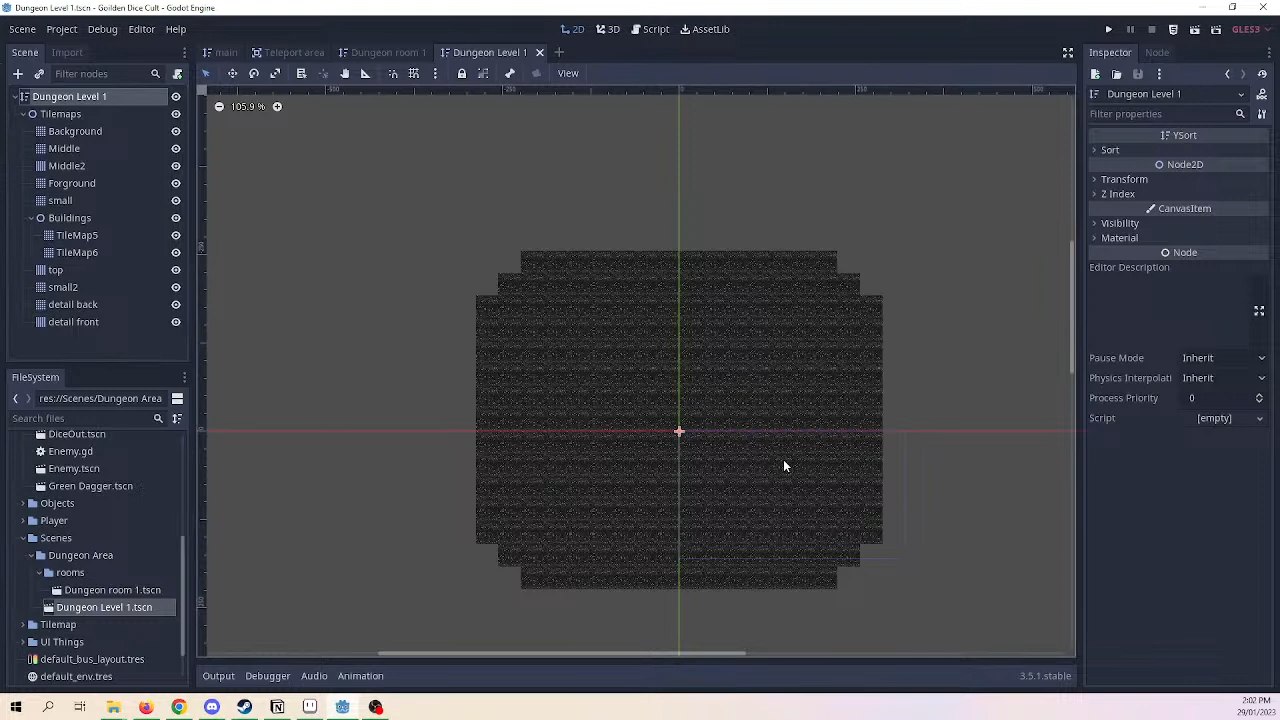 Dungeon Level 1.tscn - Goilden Dice Cult - Godot Engine
Scene Project Debug Editor Help
2D 3D Script AssetLib
GLES3
Scene Import
main Teleport area Dungeon room 1 Dungeon Level 1
Inspector Node
Filter nodes
View
Dungeon Level 1
Tilemaps
Background
Middle
Middle2
Forground
small
Buildings
TileMap5
TileMap6
top
small2
detail back
detail front
105.9 %
-500 -250 0 500
Dungeon Level 1
Filter properties
YSort
Sort
Node2D
Transform
Z Index
CanvasItem
Visibility
Material
Node
Editor Description
Pause Mode Inherit
Physics Interpolati Inherit
Process Priority 0
Script [empty]
FileSystem
res://Scenes/Dungeon Area
Search files
DiceOut.tscn
Enemy.gd
Enemy.tscn
Green Dagger.tscn
Objects
Player
Scenes
Dungeon Area
rooms
Dungeon room 1.tscn
Dungeon Level 1.tscn
Tilemap
UI Things
default_bus_layout.tres
default_env.tres
Output Debugger Audio Animation
3.5.1.stable
2:02 PM
29/01/2023